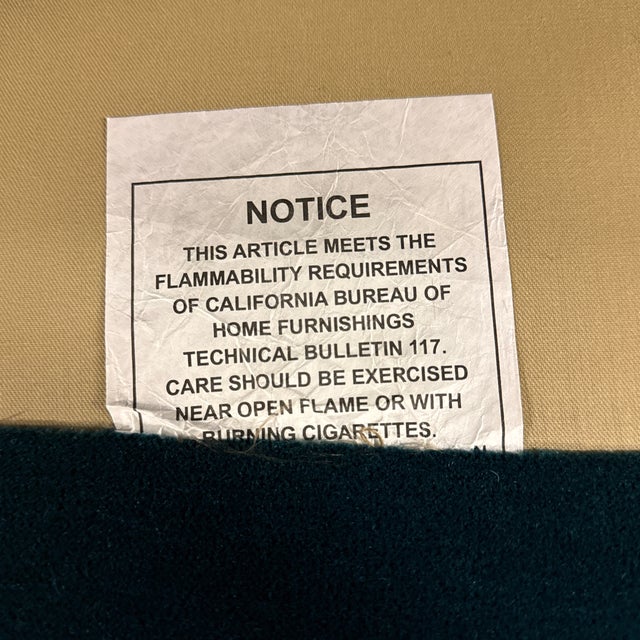 NOTICE
THIS ARTICLE MEETS THE
FLAMMABILITY REQUIREMENTS
OF CALIFORNIA BUREAU OF
HOME FURNISHINGS
TECHNICAL BULLETIN 117.
CARE SHOULD BE EXERCISED
NEAR OPEN FLAME OR WITH
BURNING CIGARETTES.